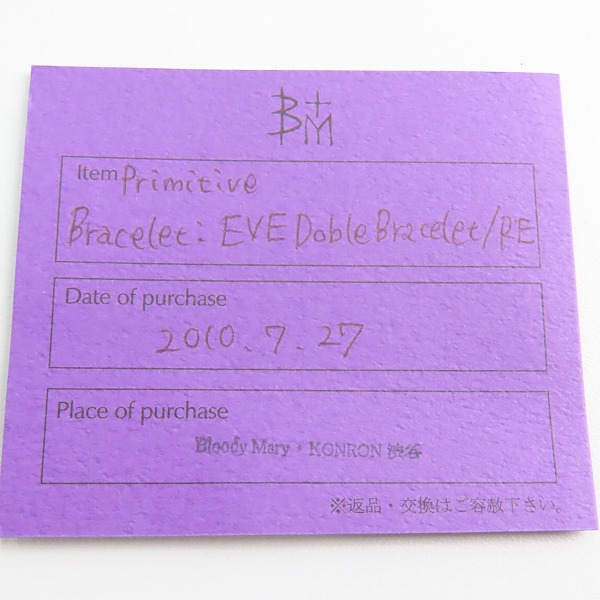 B+M
Item Primitive
Bracelet: EVE Doble Bracelet/RE
Date of purchase
2010.7.27
Place of purchase
Bloody Mary・KONRON 渋谷
※返品・交換はご容赦下さい。